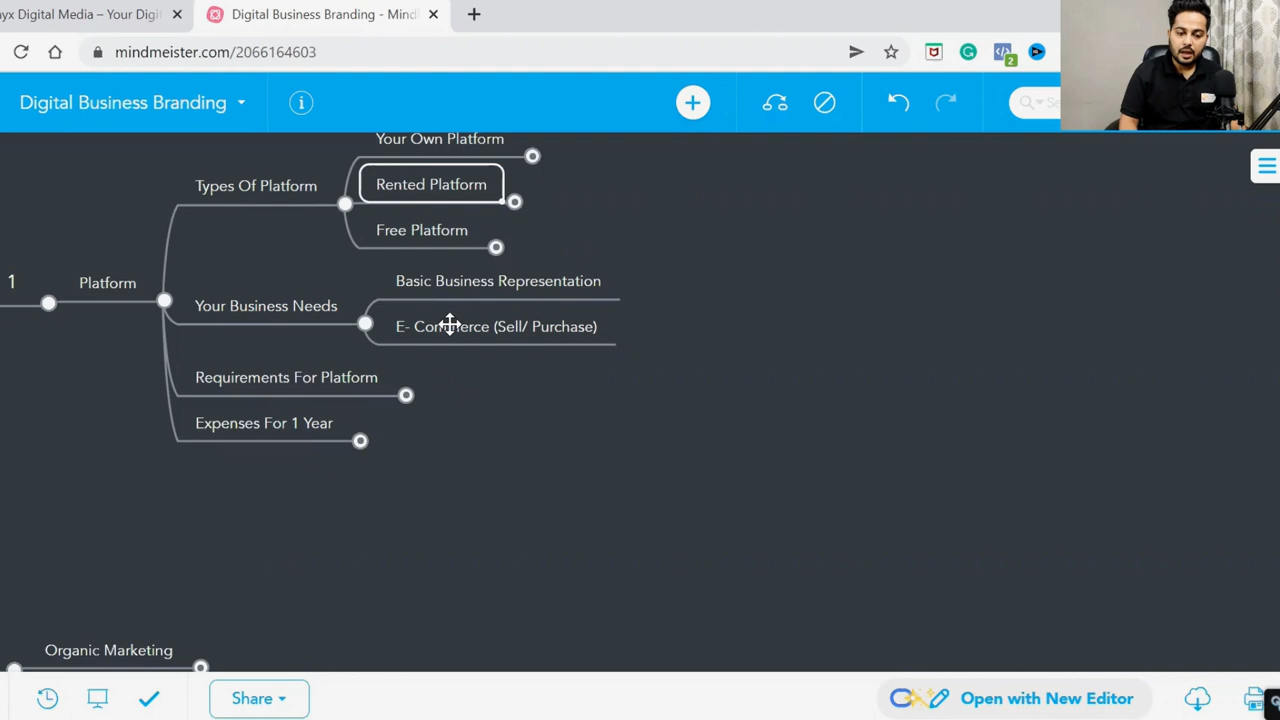 yx Digital Media – Your Digit
Digital Business Branding - Mind
mindmeister.com/2066164603
2
Digital Business Branding
Your Own Platform
Types Of Platform
Rented Platform
Free Platform
1
Platform
Basic Business Representation
Your Business Needs
E- Commerce (Sell/ Purchase)
Requirements For Platform
Expenses For 1 Year
Organic Marketing
Share
Open with New Editor